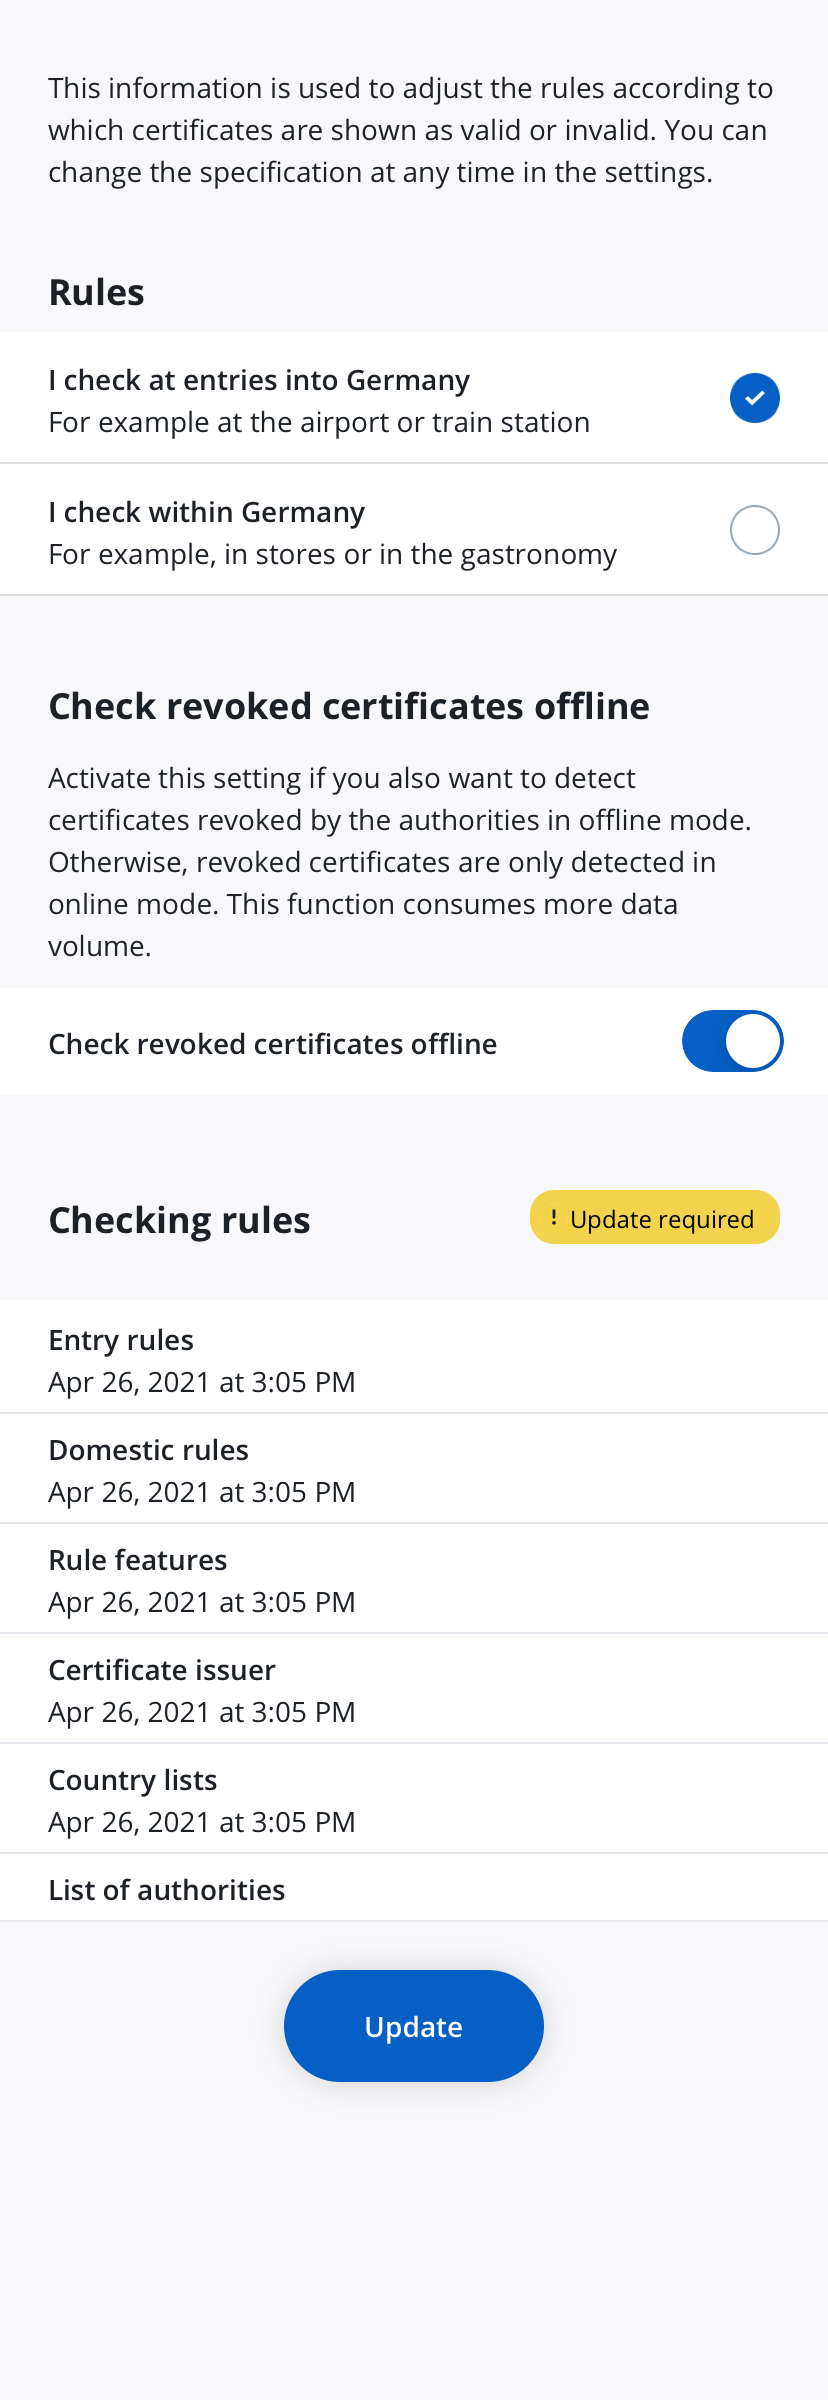 This information is used to adjust the rules according to
which certificates are shown as valid or invalid. You can
change the specification at any time in the settings.
Rules
I check at entries into Germany
For example at the airport or train station
I check within Germany
For example, in stores or in the gastronomy
Check revoked certificates offline
Activate this setting if you also want to detect
certificates revoked by the authorities in offline mode.
Otherwise, revoked certificates are only detected in
online mode. This function consumes more data
volume.
Check revoked certificates offline
Checking rules
! Update required
Entry rules
Apr 26, 2021 at 3:05 PM
Domestic rules
Apr 26, 2021 at 3:05 PM
Rule features
Apr 26, 2021 at 3:05 PM
Certificate issuer
Apr 26, 2021 at 3:05 PM
Country lists
Apr 26, 2021 at 3:05 PM
List of authorities
Update